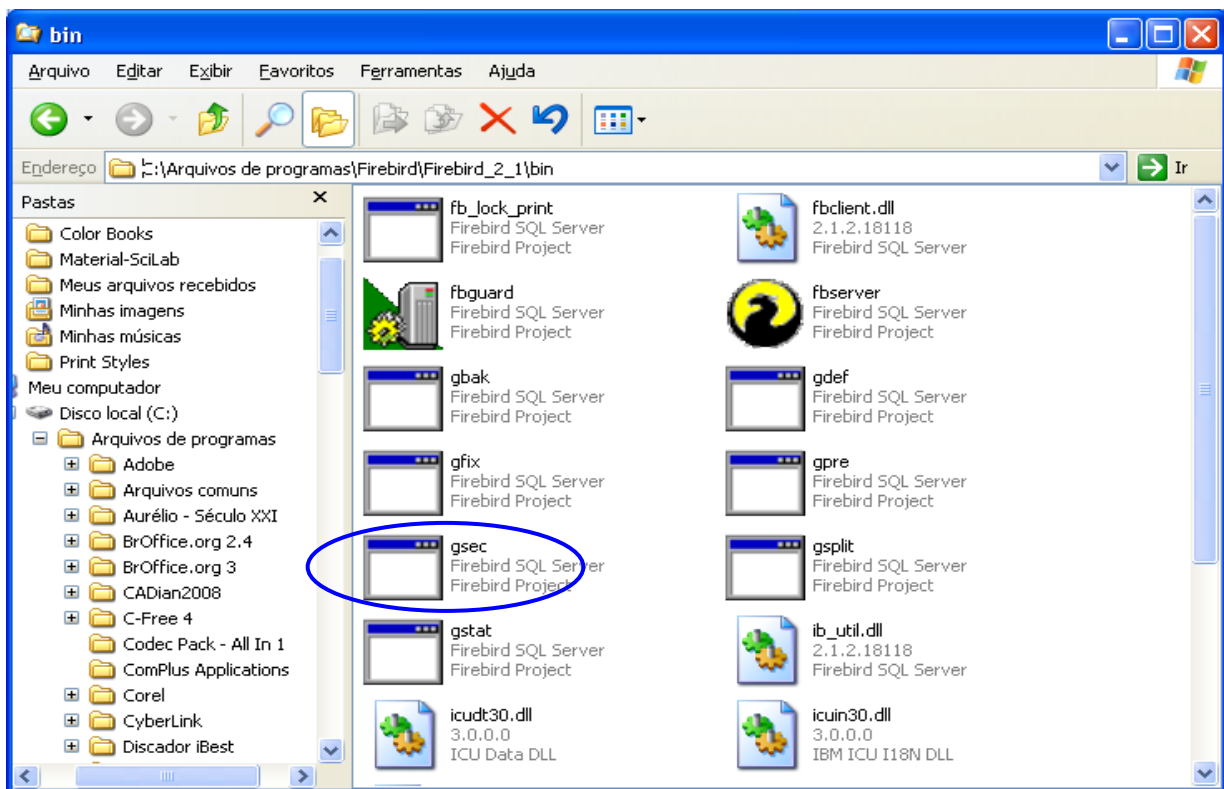 bin
Arquivo Editar Exibir Favoritos Ferramentas Ajuda
Endereço C:\Arquivos de programas\Firebird\Firebird_2_1\bin Ir
Pastas
Color Books
Material-SciLab
Meus arquivos recebidos
Minhas imagens
Minhas músicas
Print Styles
Meu computador
Disco local (C:)
Arquivos de programas
Adobe
Arquivos comuns
Aurélio - Século XXI
BrOffice.org 2.4
BrOffice.org 3
CADian2008
C-Free 4
Codec Pack - All In 1
ComPlus Applications
Corel
CyberLink
Discador iBest
fb_lock_print
Firebird SQL Server
Firebird Project
fbclient.dll
2.1.2.18118
Firebird SQL Server
fbguard
Firebird SQL Server
Firebird Project
fbserver
Firebird SQL Server
Firebird Project
gbak
Firebird SQL Server
Firebird Project
gdef
Firebird SQL Server
Firebird Project
gfix
Firebird SQL Server
Firebird Project
gpre
Firebird SQL Server
Firebird Project
gsec
Firebird SQL Server
Firebird Project
gsplit
Firebird SQL Server
Firebird Project
gstat
Firebird SQL Server
Firebird Project
ib_util.dll
2.1.2.18118
Firebird SQL Server
icudt30.dll
3.0.0.0
ICU Data DLL
icuin30.dll
3.0.0.0
IBM ICU I18N DLL